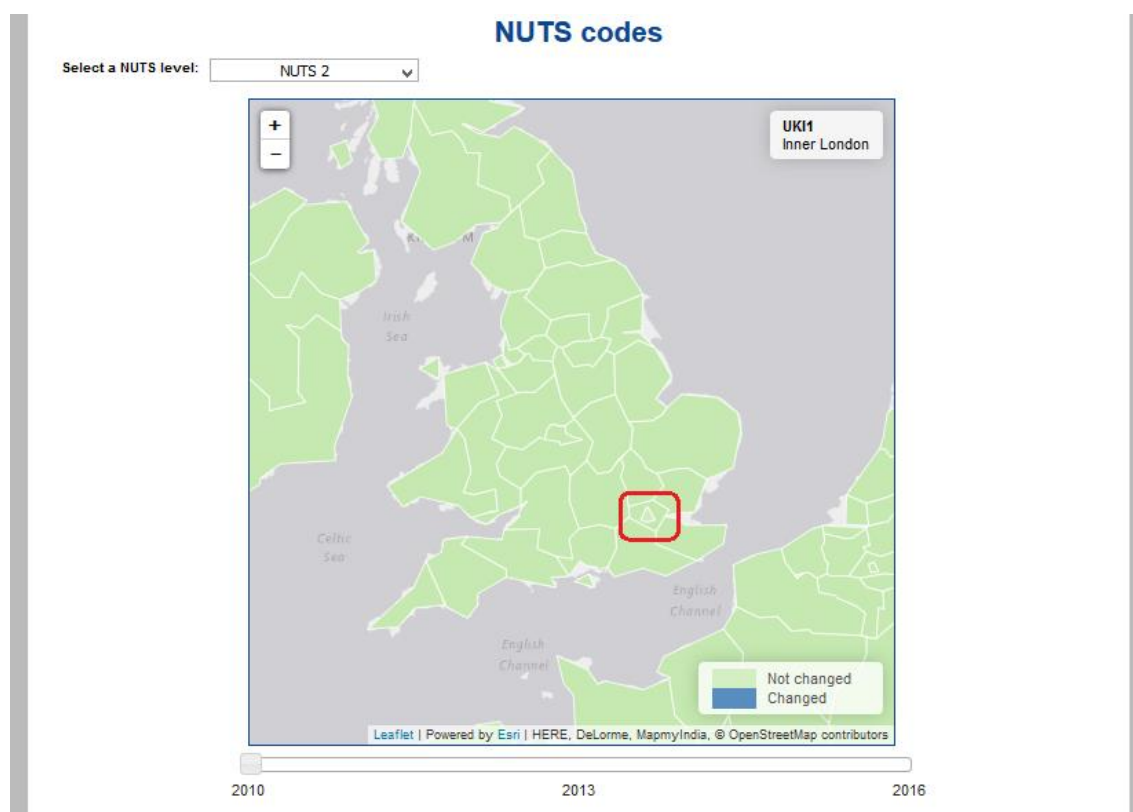 NUTS codes
Select a NUTS level: NUTS 2
+
−
UKI1
Inner London
Irish
Sea
Celtic
Sea
English
Channel
English
Channel
Not changed
Changed
Leaflet | Powered by Esri | HERE, DeLorme, MapmyIndia, © OpenStreetMap contributors
2010 2013 2016